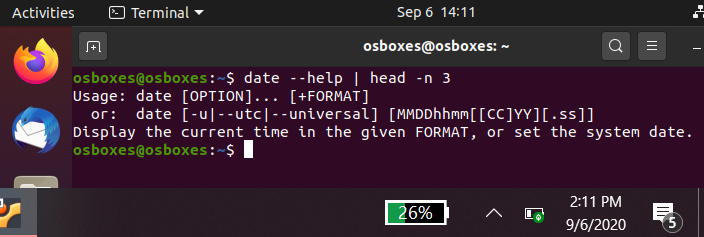 Activities Terminal Sep 6 14:11
osboxes@osboxes: ~
osboxes@osboxes:~$ date --help | head -n 3
Usage: date [OPTION]... [+FORMAT]
  or:  date [-u|--utc|--universal] [MMDDhhmm[[CC]YY][.ss]]
Display the current time in the given FORMAT, or set the system date.
osboxes@osboxes:~$
26%
2:11 PM
9/6/2020
5